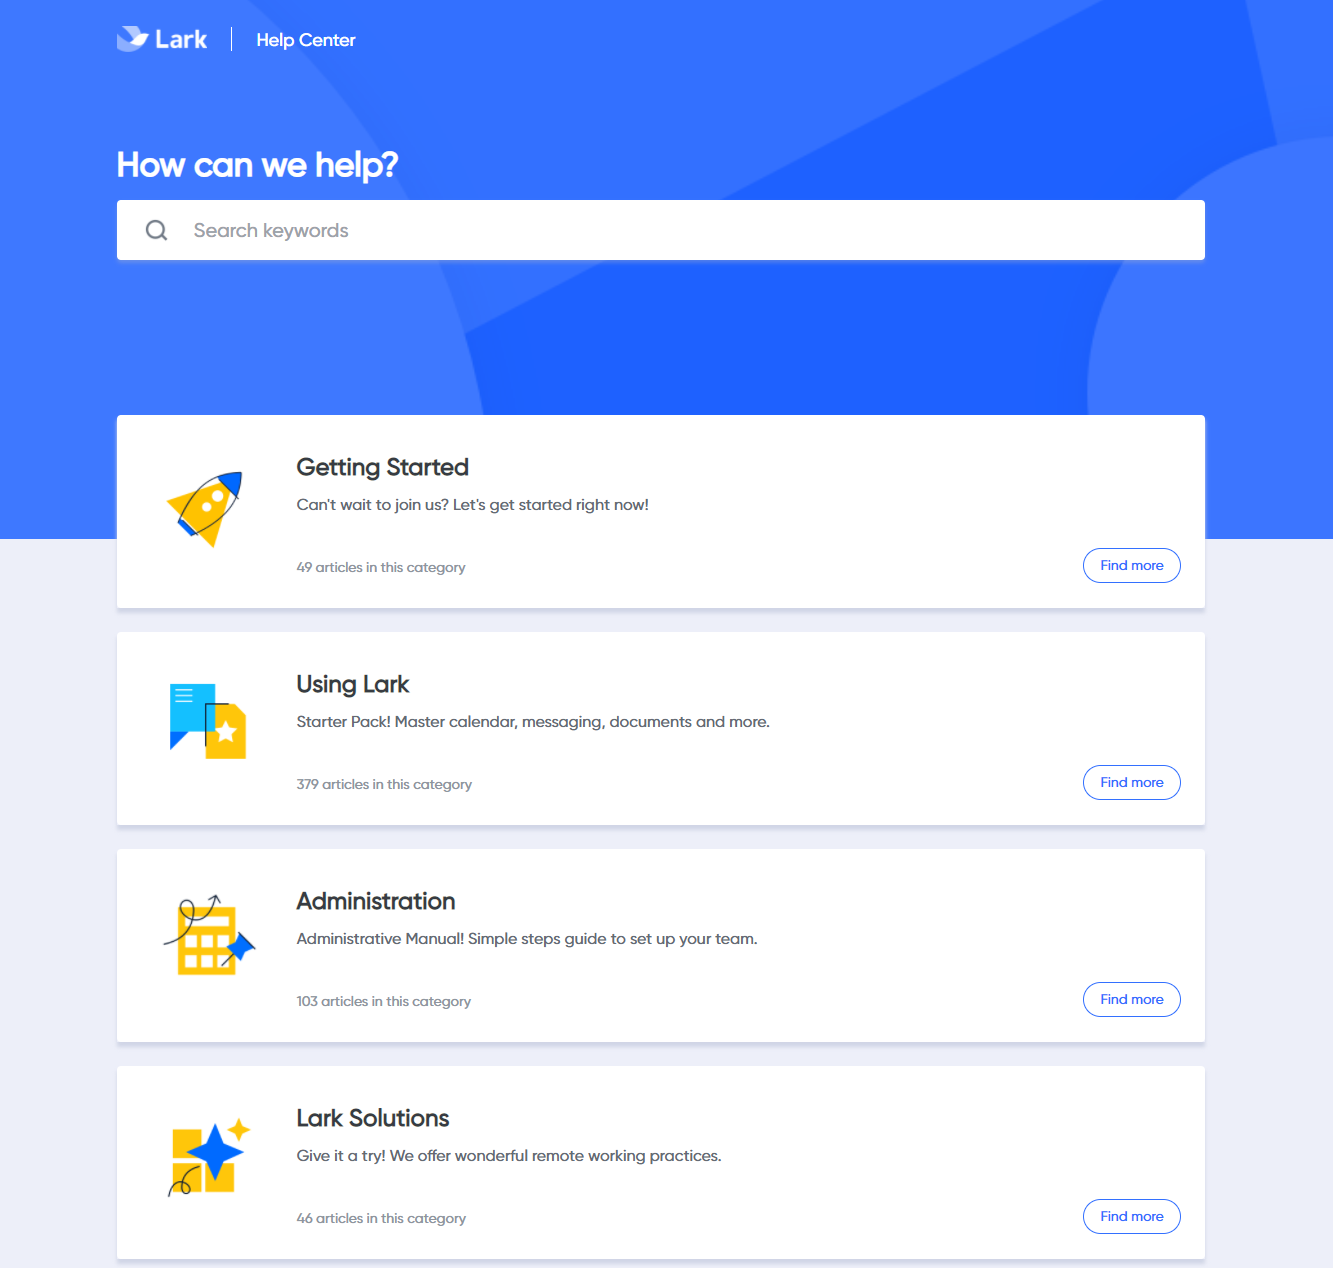 Lark
Help Center
How can we help?
Search keywords
Getting Started
Can't wait to join us? Let's get started right now!
49 articles in this category
Find more
Using Lark
Starter Pack! Master calendar, messaging, documents and more.
379 articles in this category
Find more
Administration
Administrative Manual! Simple steps guide to set up your team.
103 articles in this category
Find more
Lark Solutions
Give it a try! We offer wonderful remote working practices.
46 articles in this category
Find more